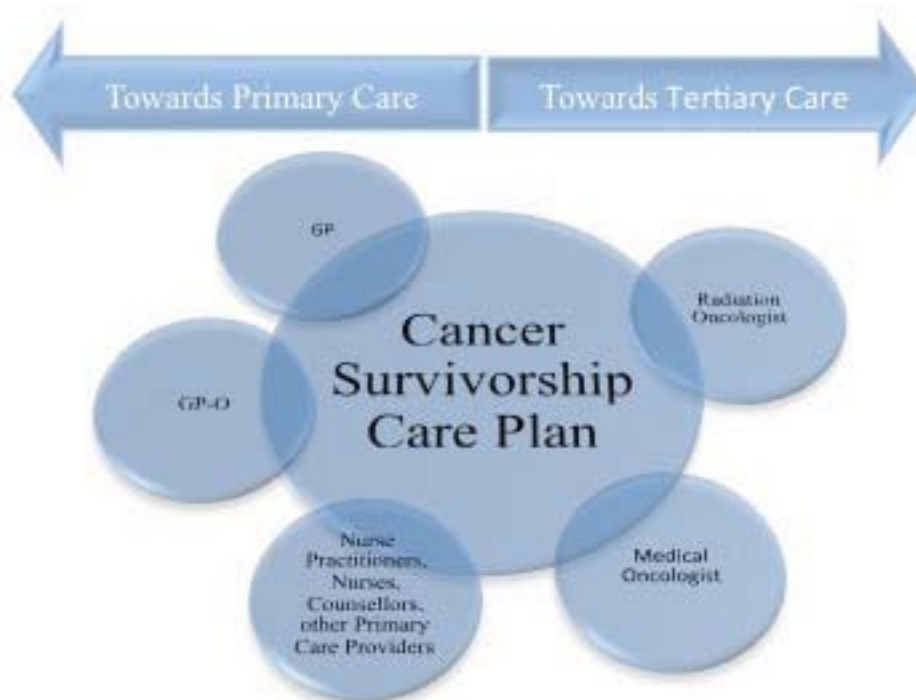 Towards Primary Care
Towards Tertiary Care
GP
Radiation
Oncologist
Cancer
Survivorship
Care Plan
GP-O
Nurse
Practitioners,
Nurses,
Counsellors,
other Primary
Care Providers
Medical
Oncologist